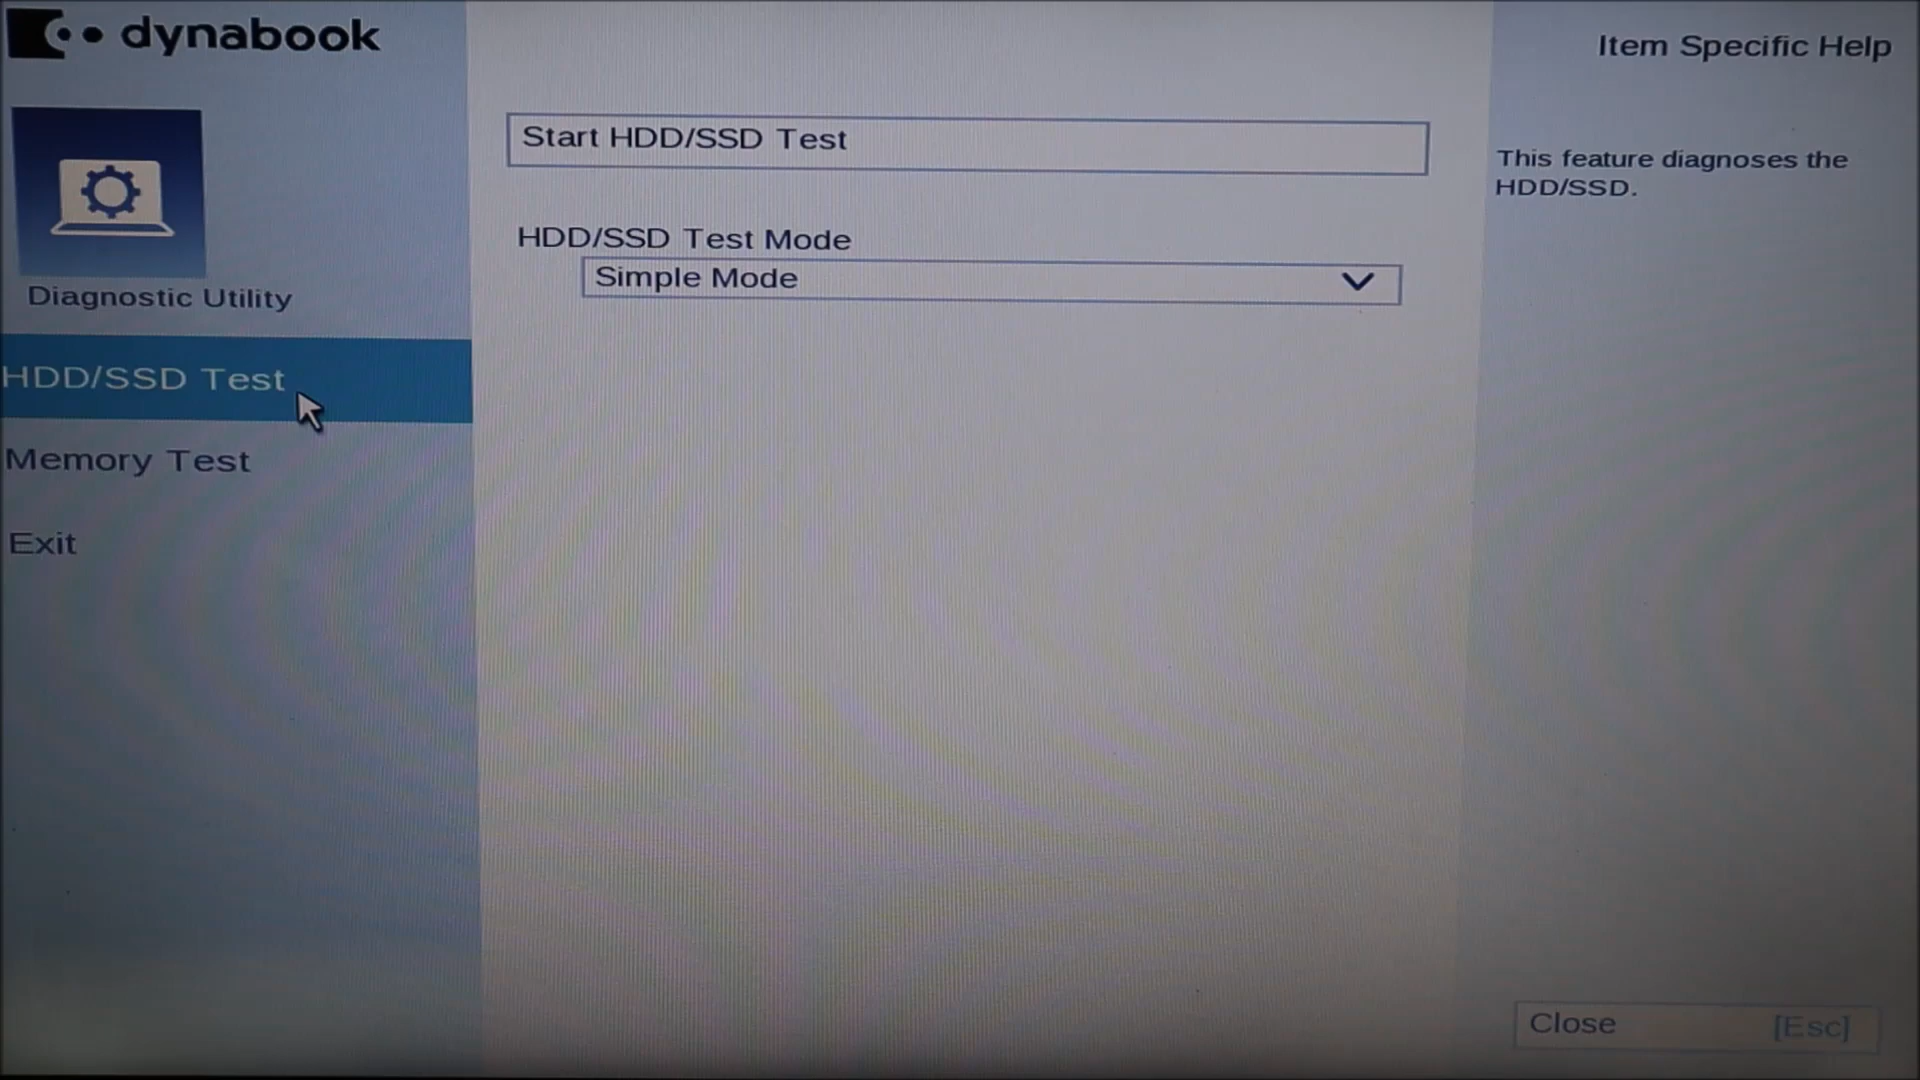 dynabook
Diagnostic Utility
HDD/SSD Test
Memory Test
Exit
Start HDD/SSD Test
HDD/SSD Test Mode
Simple Mode
Item Specific Help
This feature diagnoses the
HDD/SSD.
Close [Esc]